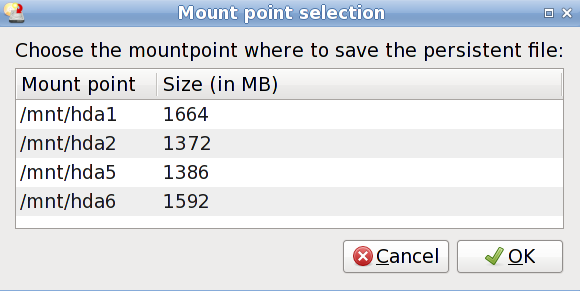 Mount point selection
Choose the mountpoint where to save the persistent file:
Mount point Size (in MB)
/mnt/hda1 1664
/mnt/hda2 1372
/mnt/hda5 1386
/mnt/hda6 1592
Cancel OK